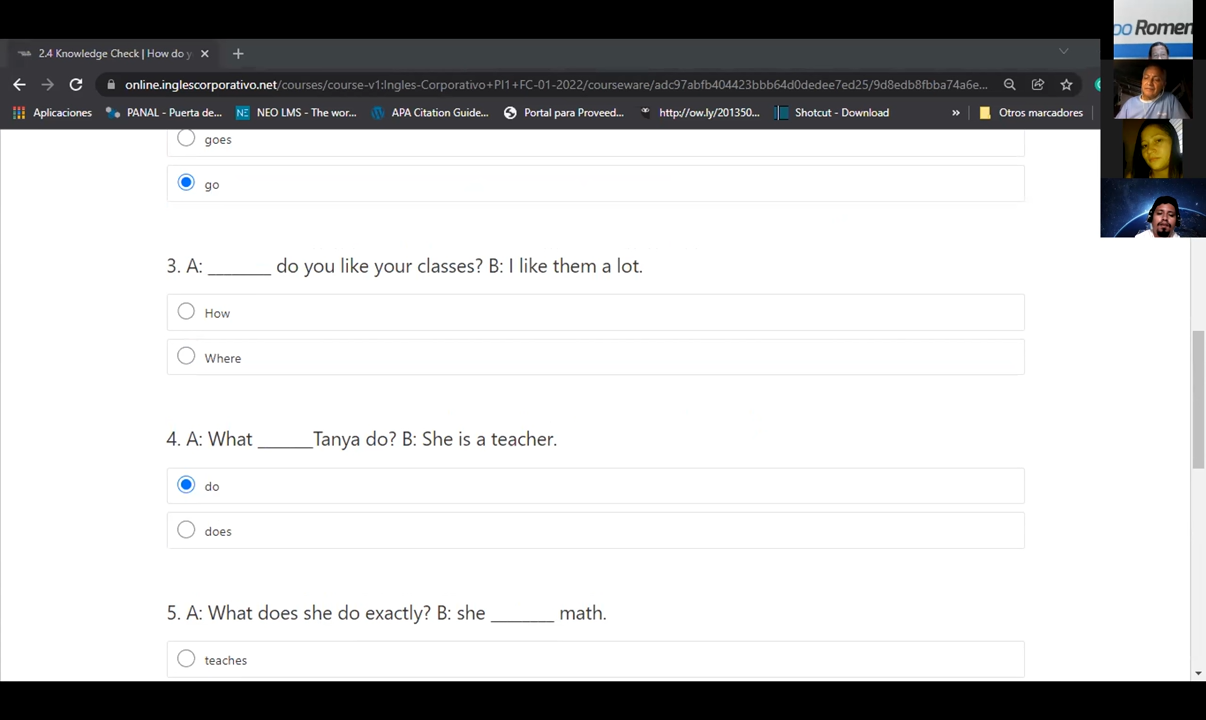 oo Romen
2.4 Knowledge Check | How do y
online.inglescorporativo.net/courses/course-v1:Ingles-Corporativo+PI1+FC-01-2022/courseware/adc97abfb404423bbb64d0dedee7ed25/9d8edb8fbba74a6e...
Aplicaciones PANAL - Puerta de... NE NEO LMS - The wor... APA Citation Guide... Portal para Proveed... http://ow.ly/201350... Shotcut - Download » Otros marcadores
goes
go
3. A: _______ do you like your classes? B: I like them a lot.
How
Where
4. A: What ______Tanya do? B: She is a teacher.
do
does
5. A: What does she do exactly? B: she _______ math.
teaches